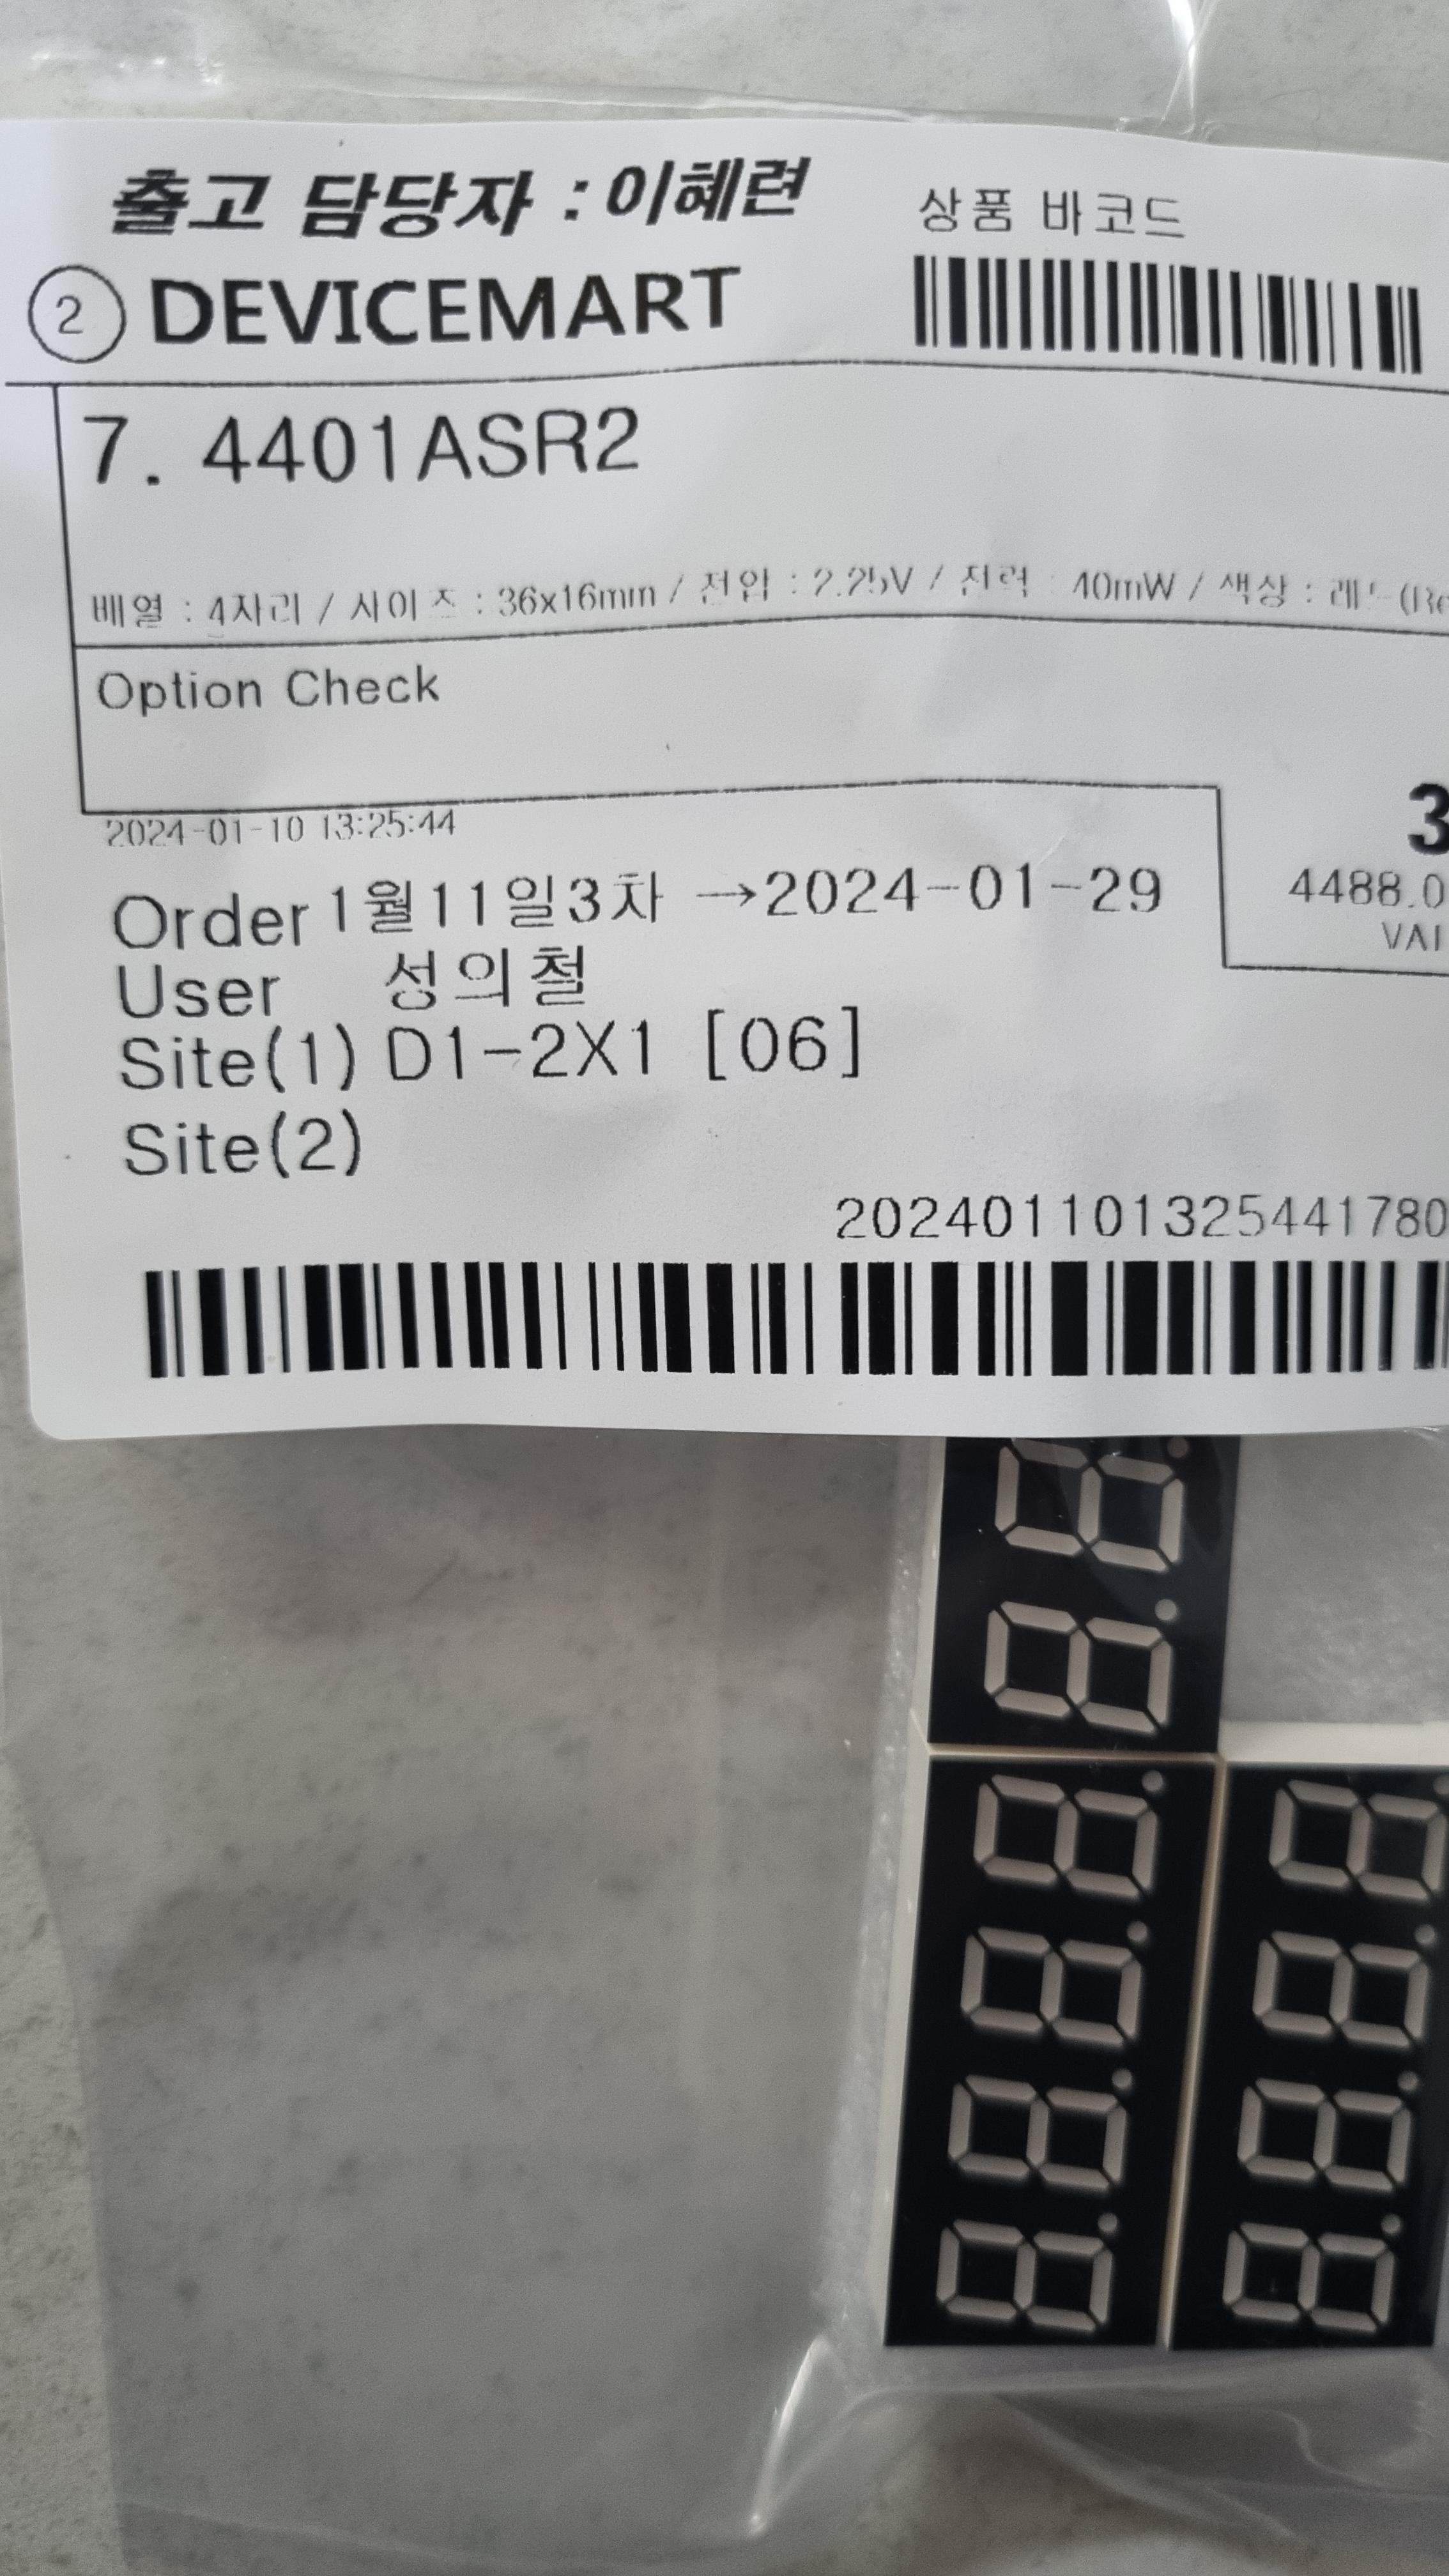 출고 담당자 : 이혜련
상품 바코드
2 DEVICEMART
7. 4401ASR2
배열 : 4자리 / 사이즈 : 36x16mm / 전압 : 2.25V / 전력 : 40mW / 색상 : 레드
Option Check
2024-01-10 13:25:44
3
Order 1월11일3차 →2024-01-29
4488.0
User 성의철
Site(1) D1-2X1 [06]
Site(2)
202401101325441780